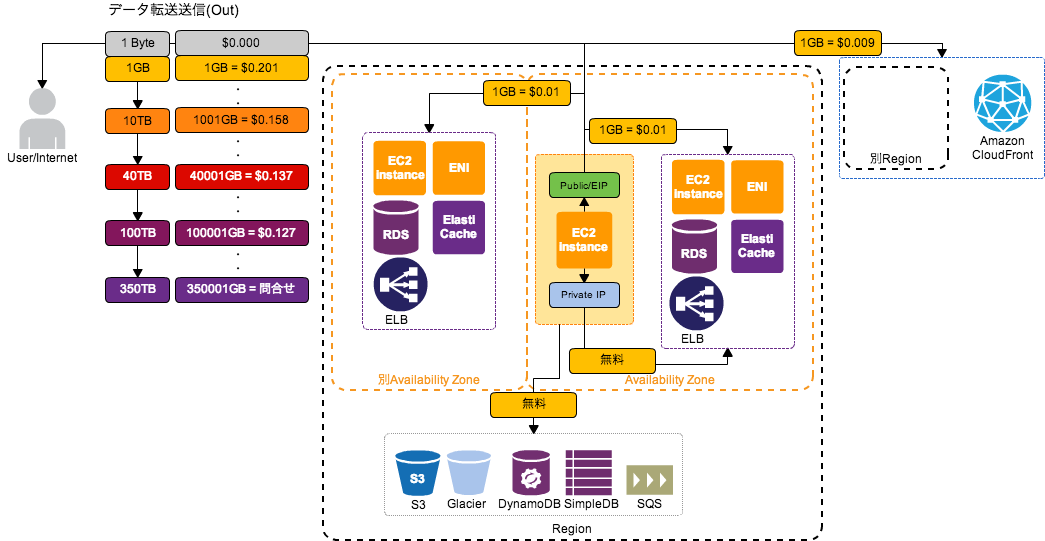 データ転送送信(Out)
1 Byte
$0.000
1GB = $0.009
1GB
1GB = $0.201
10TB
1001GB = $0.158
40TB
40001GB = $0.137
100TB
100001GB = $0.127
350TB
350001GB = 問合せ
User/Internet
1GB = $0.01
1GB = $0.01
EC2
Instance
ENI
RDS
Elasti
Cache
ELB
別Availability Zone
Public/EIP
EC2
Instance
Private IP
EC2
Instance
ENI
RDS
Elasti
Cache
ELB
無料
Availability Zone
無料
S3
S3
Glacier
DynamoDB
SimpleDB
SQS
Region
別Region
Amazon
CloudFront